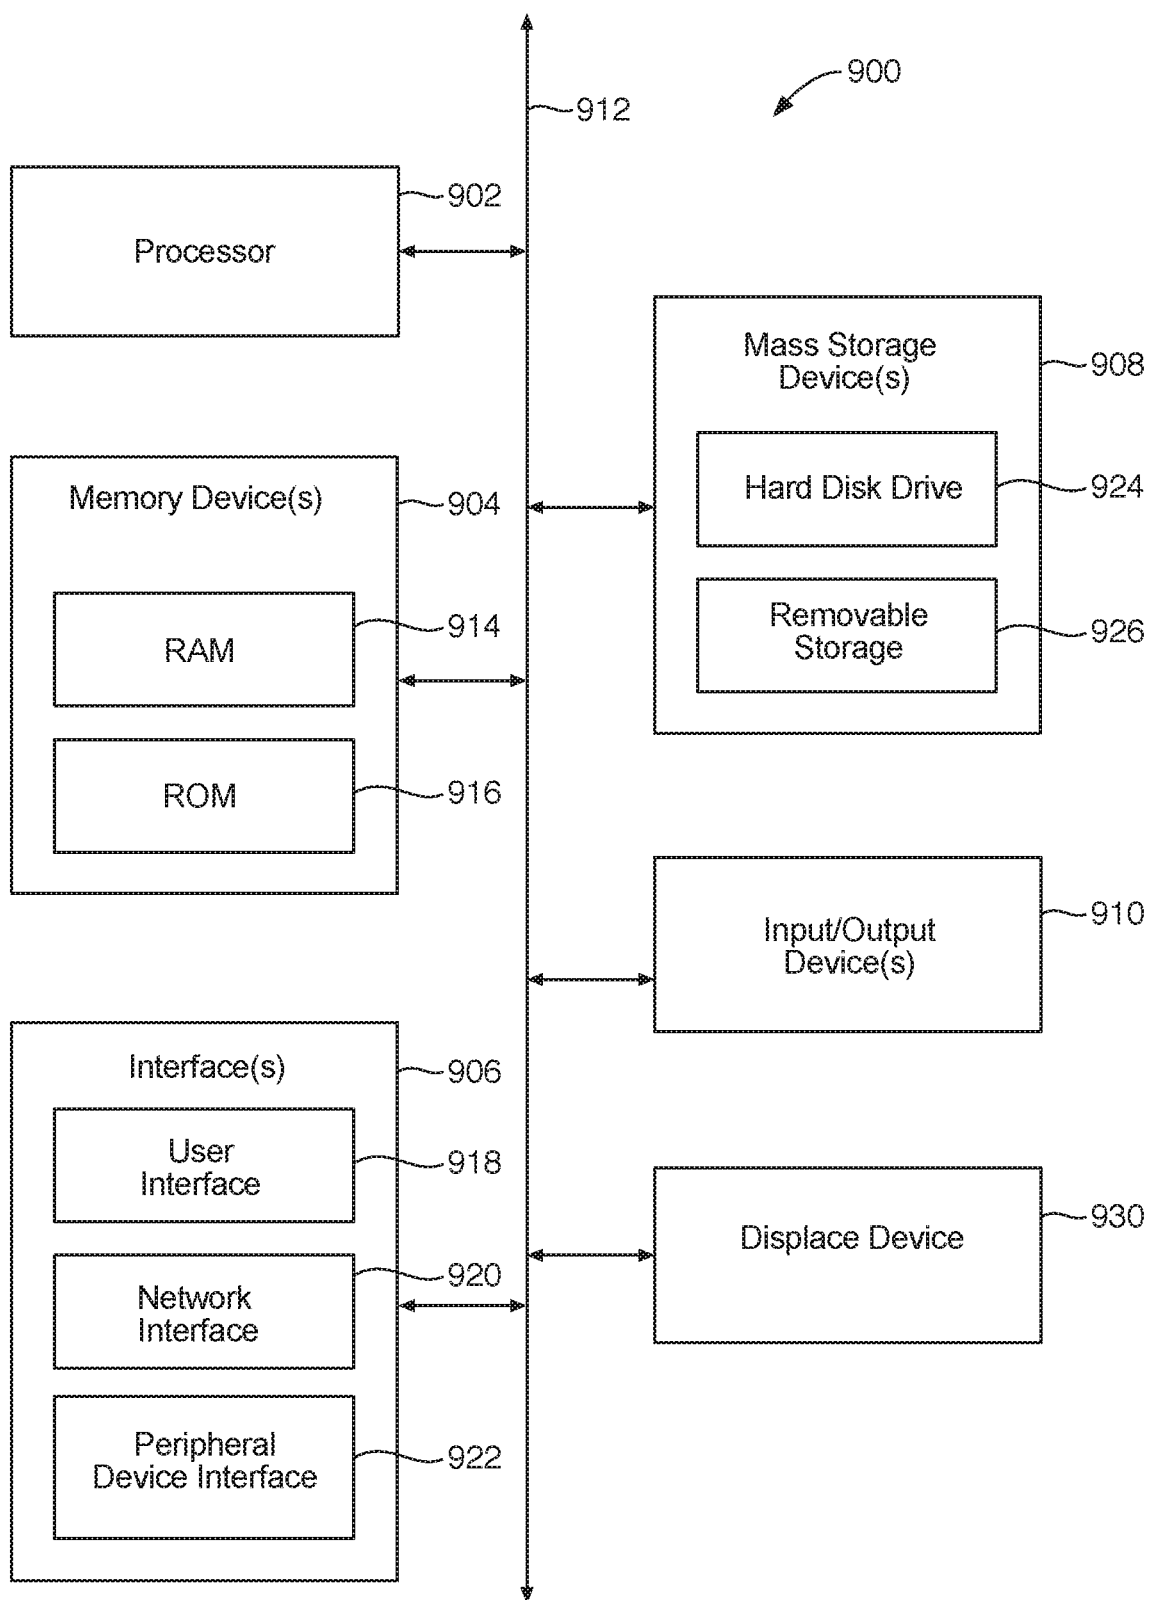 900
912
902
Processor
Mass Storage
Device(s)
908
Hard Disk Drive
924
Removable
Storage
926
Memory Device(s)
904
RAM
914
ROM
916
Input/Output
Device(s)
910
Interface(s)
906
User
Interface
918
Network
Interface
920
Peripheral
Device Interface
922
Displace Device
930